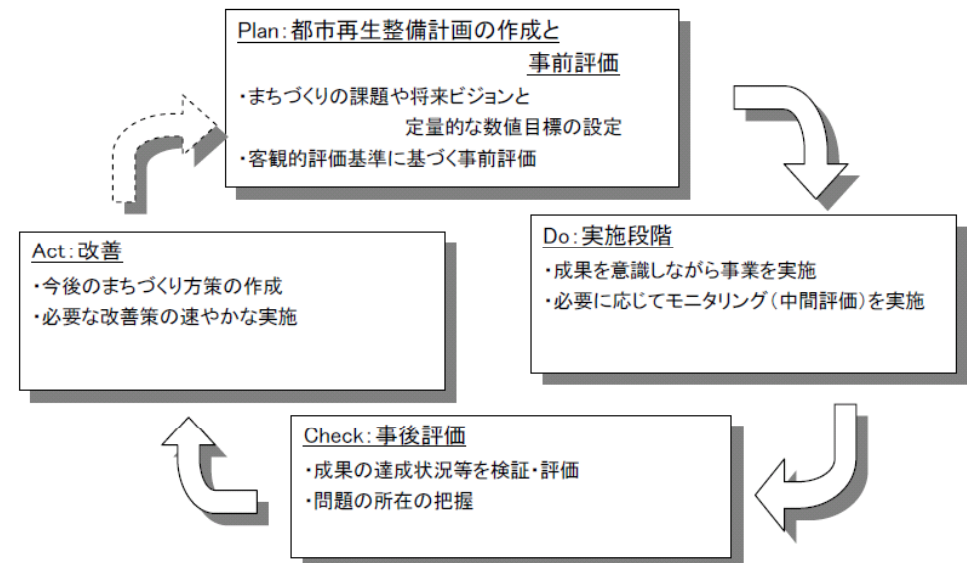 Plan:都市再生整備計画の作成と
事前評価
・まちづくりの課題や将来ビジョンと
定量的な数値目標の設定
・客観的評価基準に基づく事前評価
Do:実施段階
・成果を意識しながら事業を実施
・必要に応じてモニタリング(中間評価)を実施
Act:改善
・今後のまちづくり方策の作成
・必要な改善策の速やかな実施
Check:事後評価
・成果の達成状況等を検証・評価
・問題の所在の把握